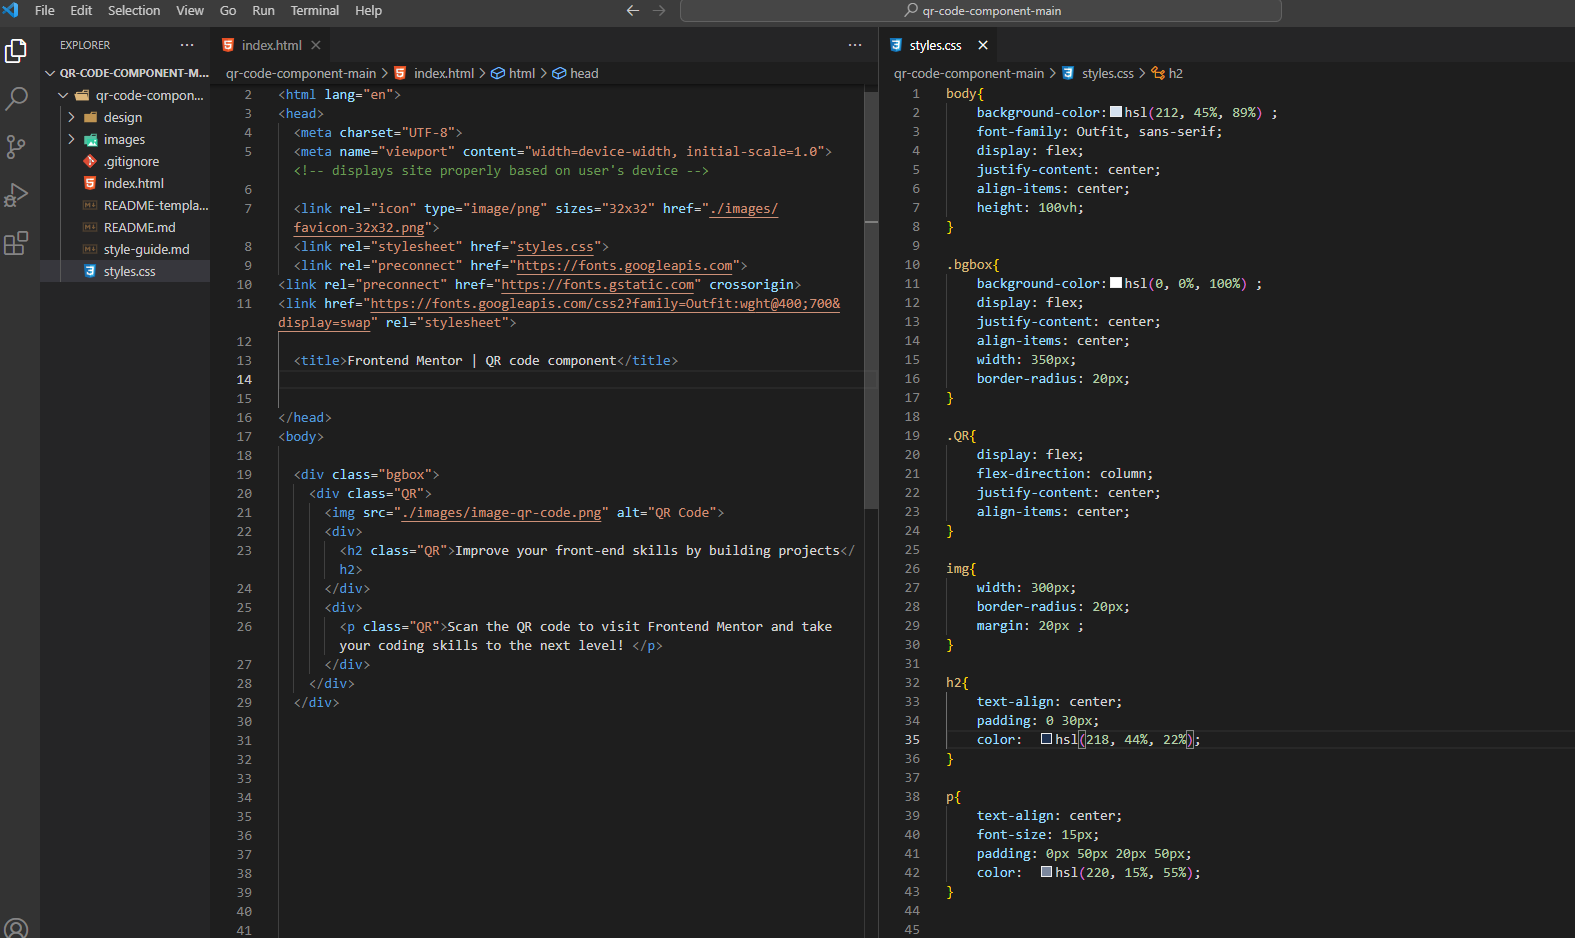 File Edit Selection View Go Run Terminal Help
qr-code-component-main
EXPLORER
QR-CODE-COMPONENT-M...
qr-code-compon...
design
images
.gitignore
index.html
README-templa...
README.md
style-guide.md
styles.css
index.html
qr-code-component-main > index.html > html > head
2 <html lang="en">
3 <head>
4 <meta charset="UTF-8">
5 <meta name="viewport" content="width=device-width, initial-scale=1.0">
<!-- displays site properly based on user's device -->
6
7 <link rel="icon" type="image/png" sizes="32x32" href="./images/
favicon-32x32.png">
8 <link rel="stylesheet" href="styles.css">
9 <link rel="preconnect" href="https://fonts.googleapis.com">
10 <link rel="preconnect" href="https://fonts.gstatic.com" crossorigin>
11 <link href="https://fonts.googleapis.com/css2?family=Outfit:wght@400;700&
display=swap" rel="stylesheet">
12
13 <title>Frontend Mentor | QR code component</title>
14
15
16 </head>
17 <body>
18
19 <div class="bgbox">
20 <div class="QR">
21 <img src="./images/image-qr-code.png" alt="QR Code">
22 <div>
23 <h2 class="QR">Improve your front-end skills by building projects</
h2>
24 </div>
25 <div>
26 <p class="QR">Scan the QR code to visit Frontend Mentor and take
your coding skills to the next level! </p>
27 </div>
28 </div>
29 </div>
30
31
32
33
34
35
36
37
38
39
40
41
styles.css
qr-code-component-main > styles.css > h2
1 body{
2 background-color: hsl(212, 45%, 89%) ;
3 font-family: Outfit, sans-serif;
4 display: flex;
5 justify-content: center;
6 align-items: center;
7 height: 100vh;
8 }
9
10 .bgbox{
11 background-color: hsl(0, 0%, 100%) ;
12 display: flex;
13 justify-content: center;
14 align-items: center;
15 width: 350px;
16 border-radius: 20px;
17 }
18
19 .QR{
20 display: flex;
21 flex-direction: column;
22 justify-content: center;
23 align-items: center;
24 }
25
26 img{
27 width: 300px;
28 border-radius: 20px;
29 margin: 20px ;
30 }
31
32 h2{
33 text-align: center;
34 padding: 0 30px;
35 color: hsl(218, 44%, 22%);
36 }
37
38 p{
39 text-align: center;
40 font-size: 15px;
41 padding: 0px 50px 20px 50px;
42 color: hsl(220, 15%, 55%);
43 }
44
45